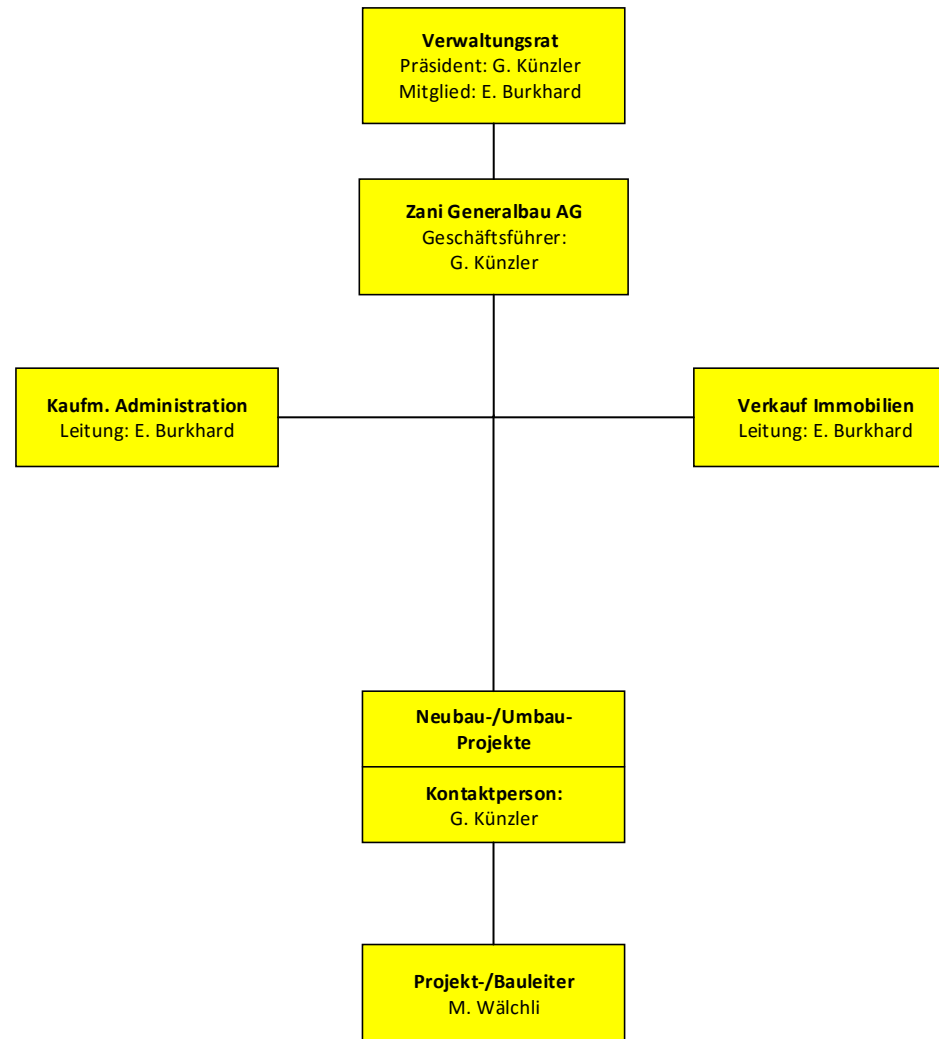 Verwaltungsrat
Präsident: G. Künzler
Mitglied: E. Burkhard
Zani Generalbau AG
Geschäftsführer:
G. Künzler
Kaufm. Administration
Leitung: E. Burkhard
Verkauf Immobilien
Leitung: E. Burkhard
Neubau-/Umbau-
Projekte
Kontaktperson:
G. Künzler
Projekt-/Bauleiter
M. Wälchli